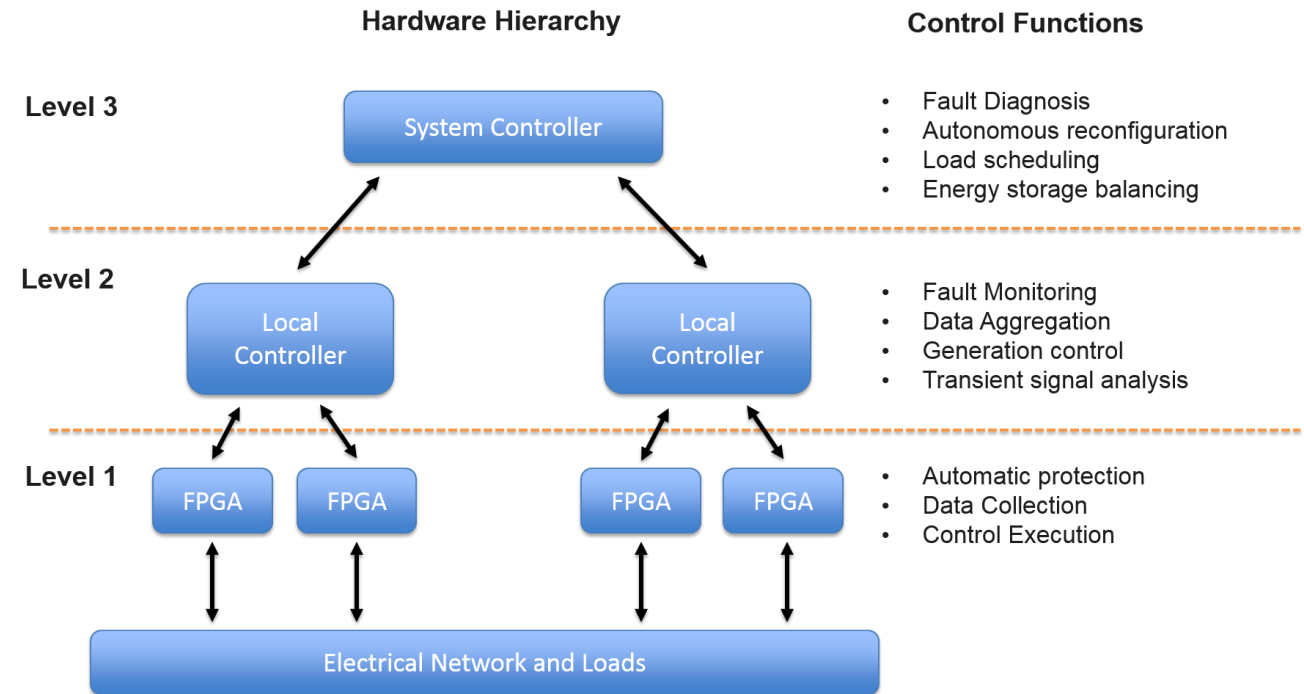 Hardware Hierarchy
Control Functions
Level 3
System Controller
• Fault Diagnosis
• Autonomous reconfiguration
• Load scheduling
• Energy storage balancing
Level 2
Local
Controller
Local
Controller
• Fault Monitoring
• Data Aggregation
• Generation control
• Transient signal analysis
Level 1
FPGA
FPGA
FPGA
FPGA
• Automatic protection
• Data Collection
• Control Execution
Electrical Network and Loads